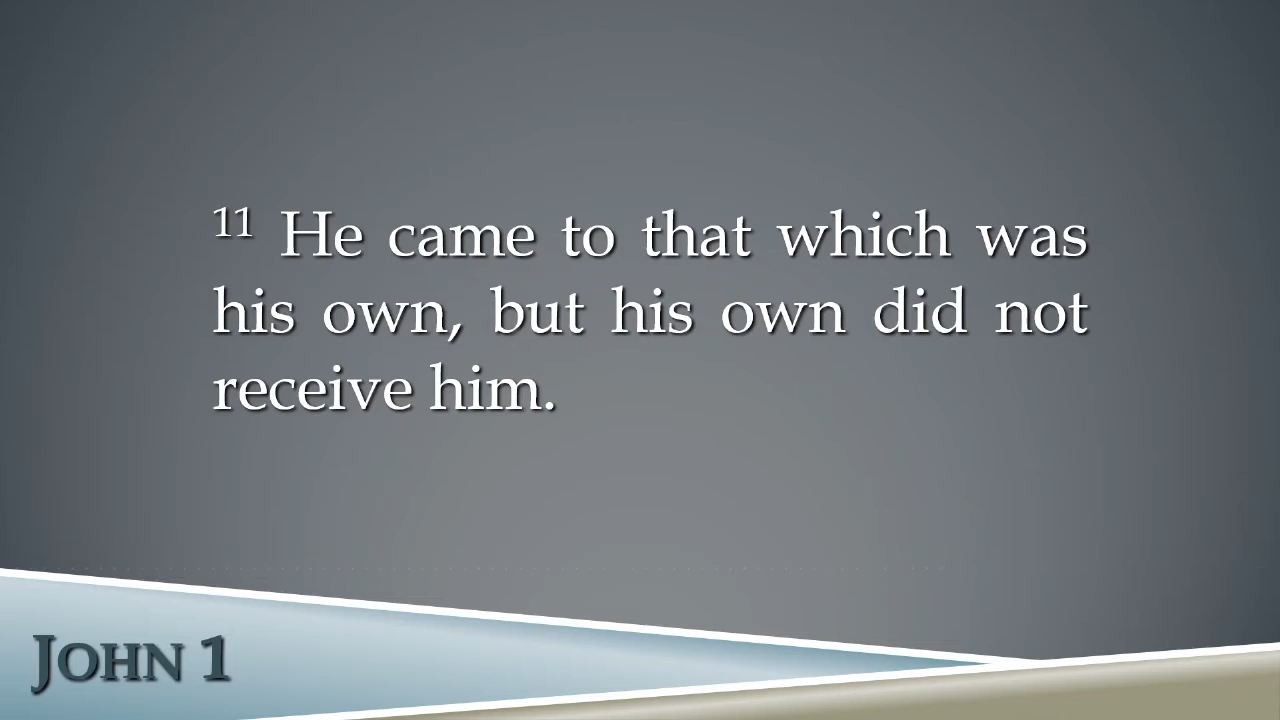 ¹¹ He came to that which was
his own, but his own did not
receive him.
JOHN 1